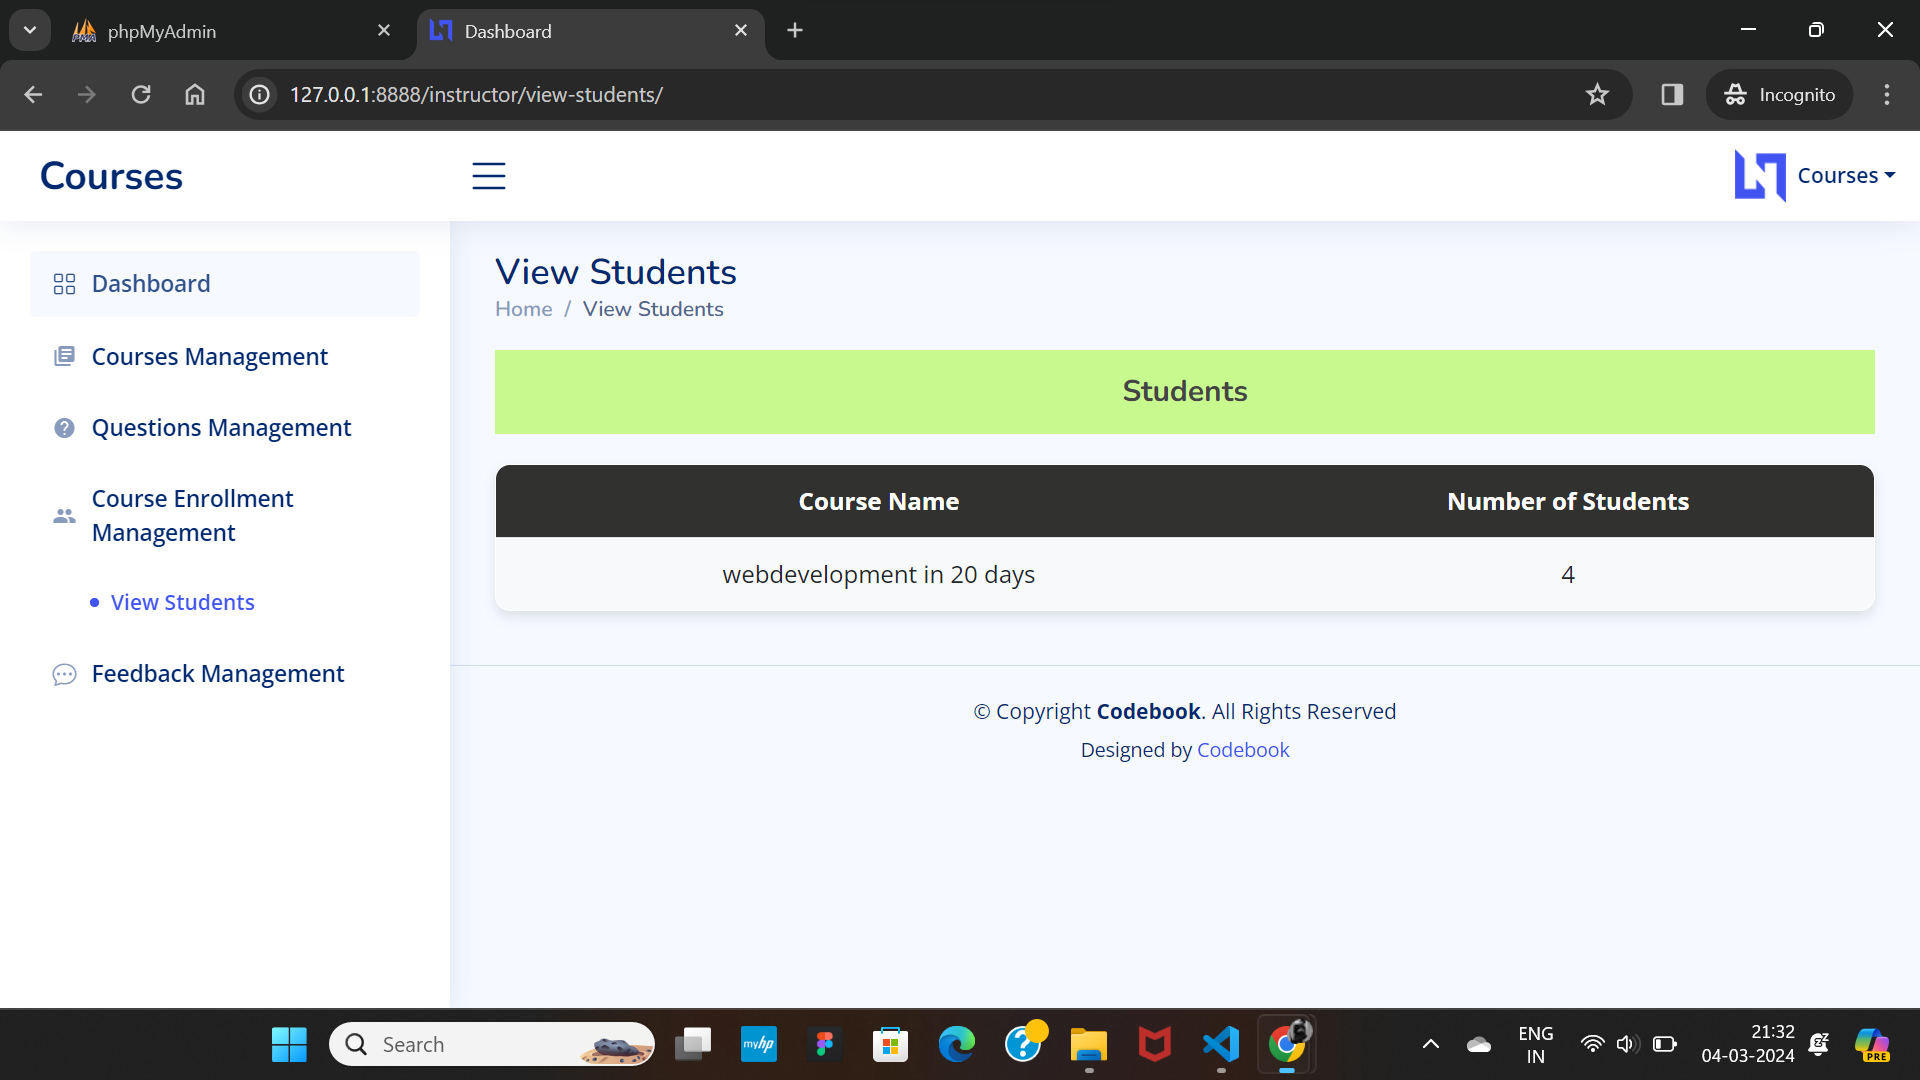 phpMyAdmin
Dashboard
127.0.0.1:8888/instructor/view-students/
Incognito
Courses
Courses
Dashboard
Courses Management
Questions Management
Course Enrollment
Management
View Students
Feedback Management
View Students
Home / View Students
Students
Course Name Number of Students
webdevelopment in 20 days 4
© Copyright Codebook. All Rights Reserved
Designed by Codebook
Search
myhp
ENG
IN
21:32
04-03-2024
PRE